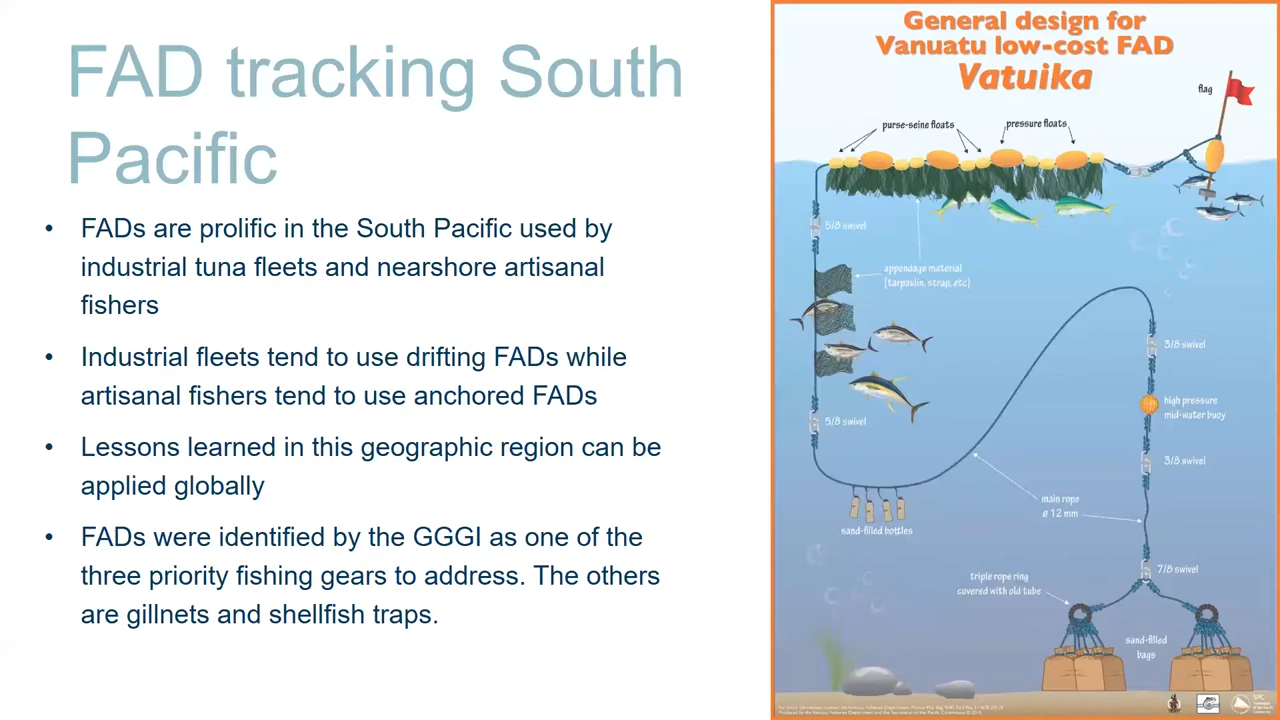 FAD tracking South
Pacific
• FADs are prolific in the South Pacific used by
industrial tuna fleets and nearshore artisanal
fishers
• Industrial fleets tend to use drifting FADs while
artisanal fishers tend to use anchored FADs
• Lessons learned in this geographic region can be
applied globally
• FADs were identified by the GGGI as one of the
three priority fishing gears to address. The others
are gillnets and shellfish traps.
General design for
Vanuatu low-cost FAD
Vatuika
flag
purse-seine floats
pressure floats
5/8 swivel
appendage material
(tarpaulin, strap, etc)
3/8 swivel
high pressure
mid-water buoy
5/8 swivel
3/8 swivel
main rope
ø 12 mm
sand-filled bottles
7/8 swivel
triple rope ring
covered with old tube
sand-filled
bags
SPC